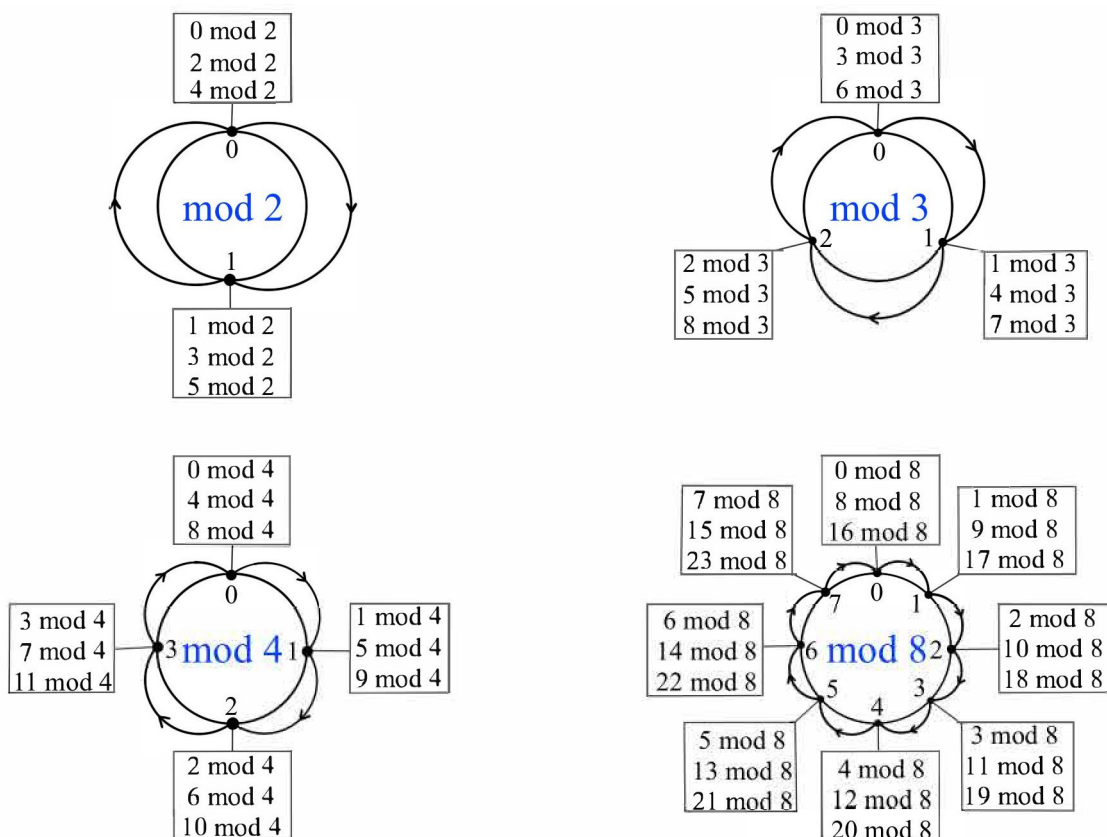 0 mod 2
2 mod 2
4 mod 2
0
mod 2
1
1 mod 2
3 mod 2
5 mod 2
0 mod 3
3 mod 3
6 mod 3
0
mod 3
2
1
2 mod 3
5 mod 3
8 mod 3
1 mod 3
4 mod 3
7 mod 3
0 mod 4
4 mod 4
8 mod 4
0
3 mod 4
7 mod 4
11 mod 4
3
mod 4
1
1 mod 4
5 mod 4
9 mod 4
2
2 mod 4
6 mod 4
10 mod 4
0 mod 8
8 mod 8
16 mod 8
7 mod 8
15 mod 8
23 mod 8
1 mod 8
9 mod 8
17 mod 8
7
0
1
6 mod 8
14 mod 8
22 mod 8
6
mod 8
2
2 mod 8
10 mod 8
18 mod 8
5
4
3
5 mod 8
13 mod 8
21 mod 8
4 mod 8
12 mod 8
20 mod 8
3 mod 8
11 mod 8
19 mod 8